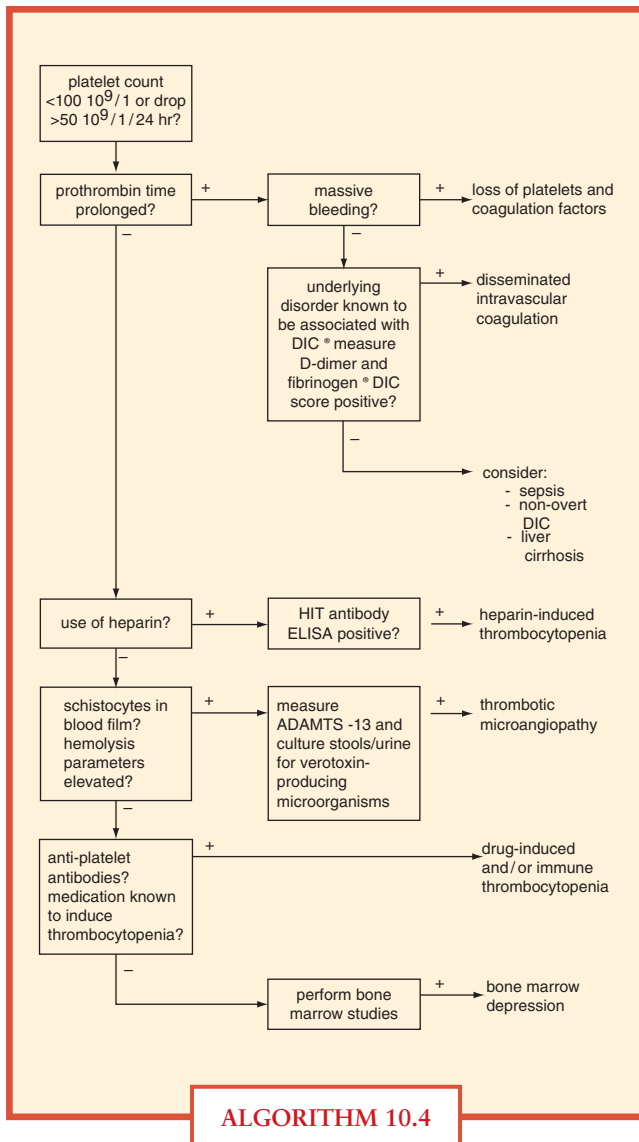 platelet count
<100 10⁹/1 or drop
>50 10⁹/1/24 hr?
prothrombin time
prolonged?
+
massive
bleeding?
+
loss of platelets and
coagulation factors
–
–
underlying
disorder known to
be associated with
DIC ® measure
D-dimer and
fibrinogen ® DIC
score positive?
+
disseminated
intravascular
coagulation
–
consider:
- sepsis
- non-overt
DIC
- liver
cirrhosis
use of heparin?
+
HIT antibody
ELISA positive?
+
heparin-induced
thrombocytopenia
–
schistocytes in
blood film?
hemolysis
parameters
elevated?
+
measure
ADAMTS -13 and
culture stools/urine
for verotoxin-
producing
microorganisms
+
thrombotic
microangiopathy
–
anti-platelet
antibodies?
medication known
to induce
thrombocytopenia?
+
drug-induced
and/or immune
thrombocytopenia
–
perform bone
marrow studies
+
bone marrow
depression
ALGORITHM 10.4